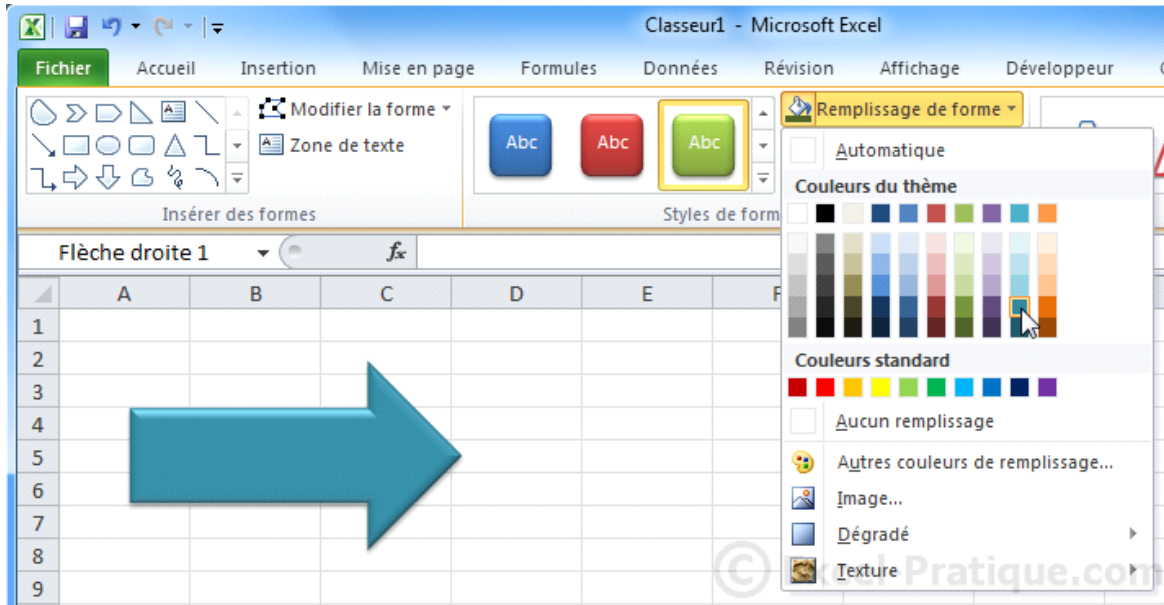 Classeur1 - Microsoft Excel
Fichier Accueil Insertion Mise en page Formules Données Révision Affichage Développeur
Modifier la forme
Zone de texte
Abc Abc Abc
Remplissage de forme
Insérer des formes
Styles de form
Automatique
Couleurs du thème
Flèche droite 1
fx
A B C D E F
1
2
3
4
5
6
7
8
9
Couleurs standard
Aucun remplissage
Autres couleurs de remplissage...
Image...
Dégradé
Texture
© Excel-Pratique.com